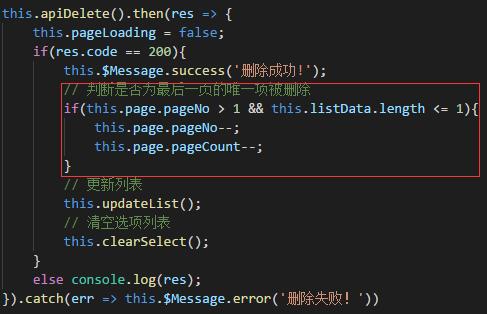 this.apiDelete().then(res => {
this.pageLoading = false;
if(res.code == 200){
this.$Message.success('删除成功!');
// 判断是否为最后一页的唯一项被删除
if(this.page.pageNo > 1 && this.listData.length <= 1){
this.page.pageNo--;
this.page.pageCount--;
}
// 更新列表
this.updateList();
// 清空选项列表
this.clearSelect();
}
else console.log(res);
}).catch(err => this.$Message.error('删除失败! '))